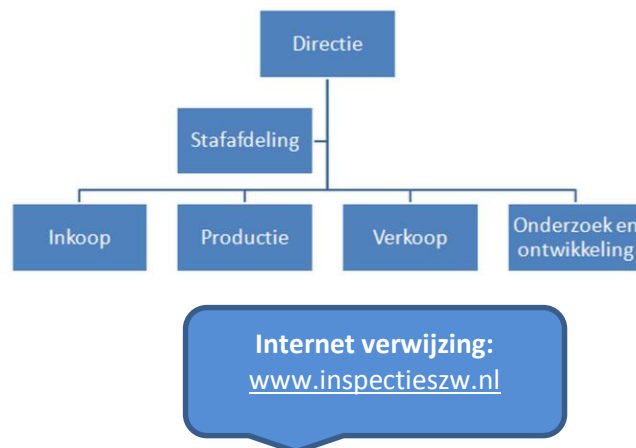 Directie
Stafafdeling
Inkoop
Productie
Verkoop
Onderzoek en
ontwikkeling
Internet verwijzing:
www.inspectieszw.nl